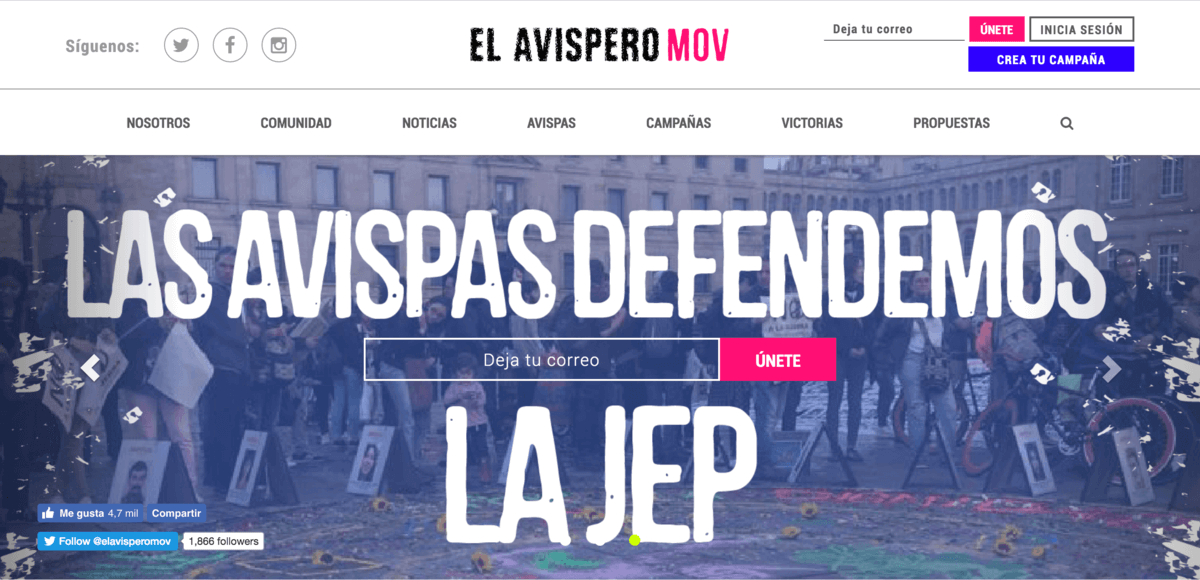 Síguenos:
EL AVISPERO MOV
Deja tu correo
ÚNETE
INICIA SESIÓN
CREA TU CAMPAÑA
NOSOTROS
COMUNIDAD
NOTICIAS
AVISPAS
CAMPAÑAS
VICTORIAS
PROPUESTAS
LAS AVISPAS DEFENDEMOS
Deja tu correo
ÚNETE
LA JEP
Me gusta 4,7 mil
Compartir
Follow @elavisperomov
1,866 followers